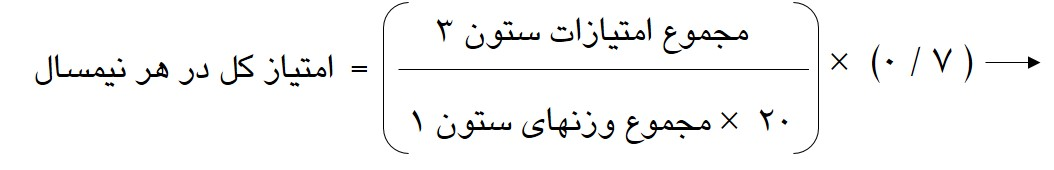 مجموع امتیازات ستون ۳
امتیاز کل در هر نیمسال = × (۰ / ۷)
۲۰ × مجموع وزنهای ستون ۱